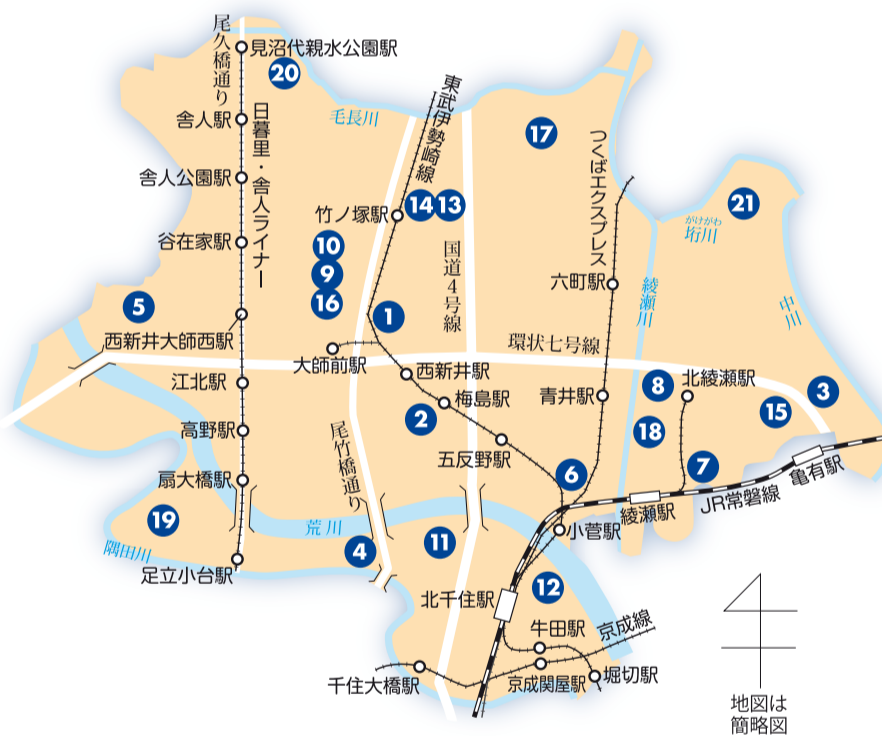 尾久橋通り
見沼代親水公園駅
20
舎人駅
日暮里・舎人ライナー
毛長川
東武伊勢崎線
17
つくばエクスプレス
舎人公園駅
竹ノ塚駅
14
13
21
がけがわ
垳川
谷在家駅
10
9
16
国道4号線
六町駅
綾瀬川
中川
5
1
西新井大師西駅
大師前駅
環状七号線
西新井駅
江北駅
梅島駅
青井駅
8
北綾瀬駅
3
15
2
18
高野駅
尾竹橋通り
五反野駅
6
7
亀有駅
扇大橋駅
綾瀬駅
JR常磐線
19
荒川
小菅駅
隅田川
4
11
足立小台駅
12
北千住駅
牛田駅
京成線
千住大橋駅
京成関屋駅
堀切駅
地図は
簡略図